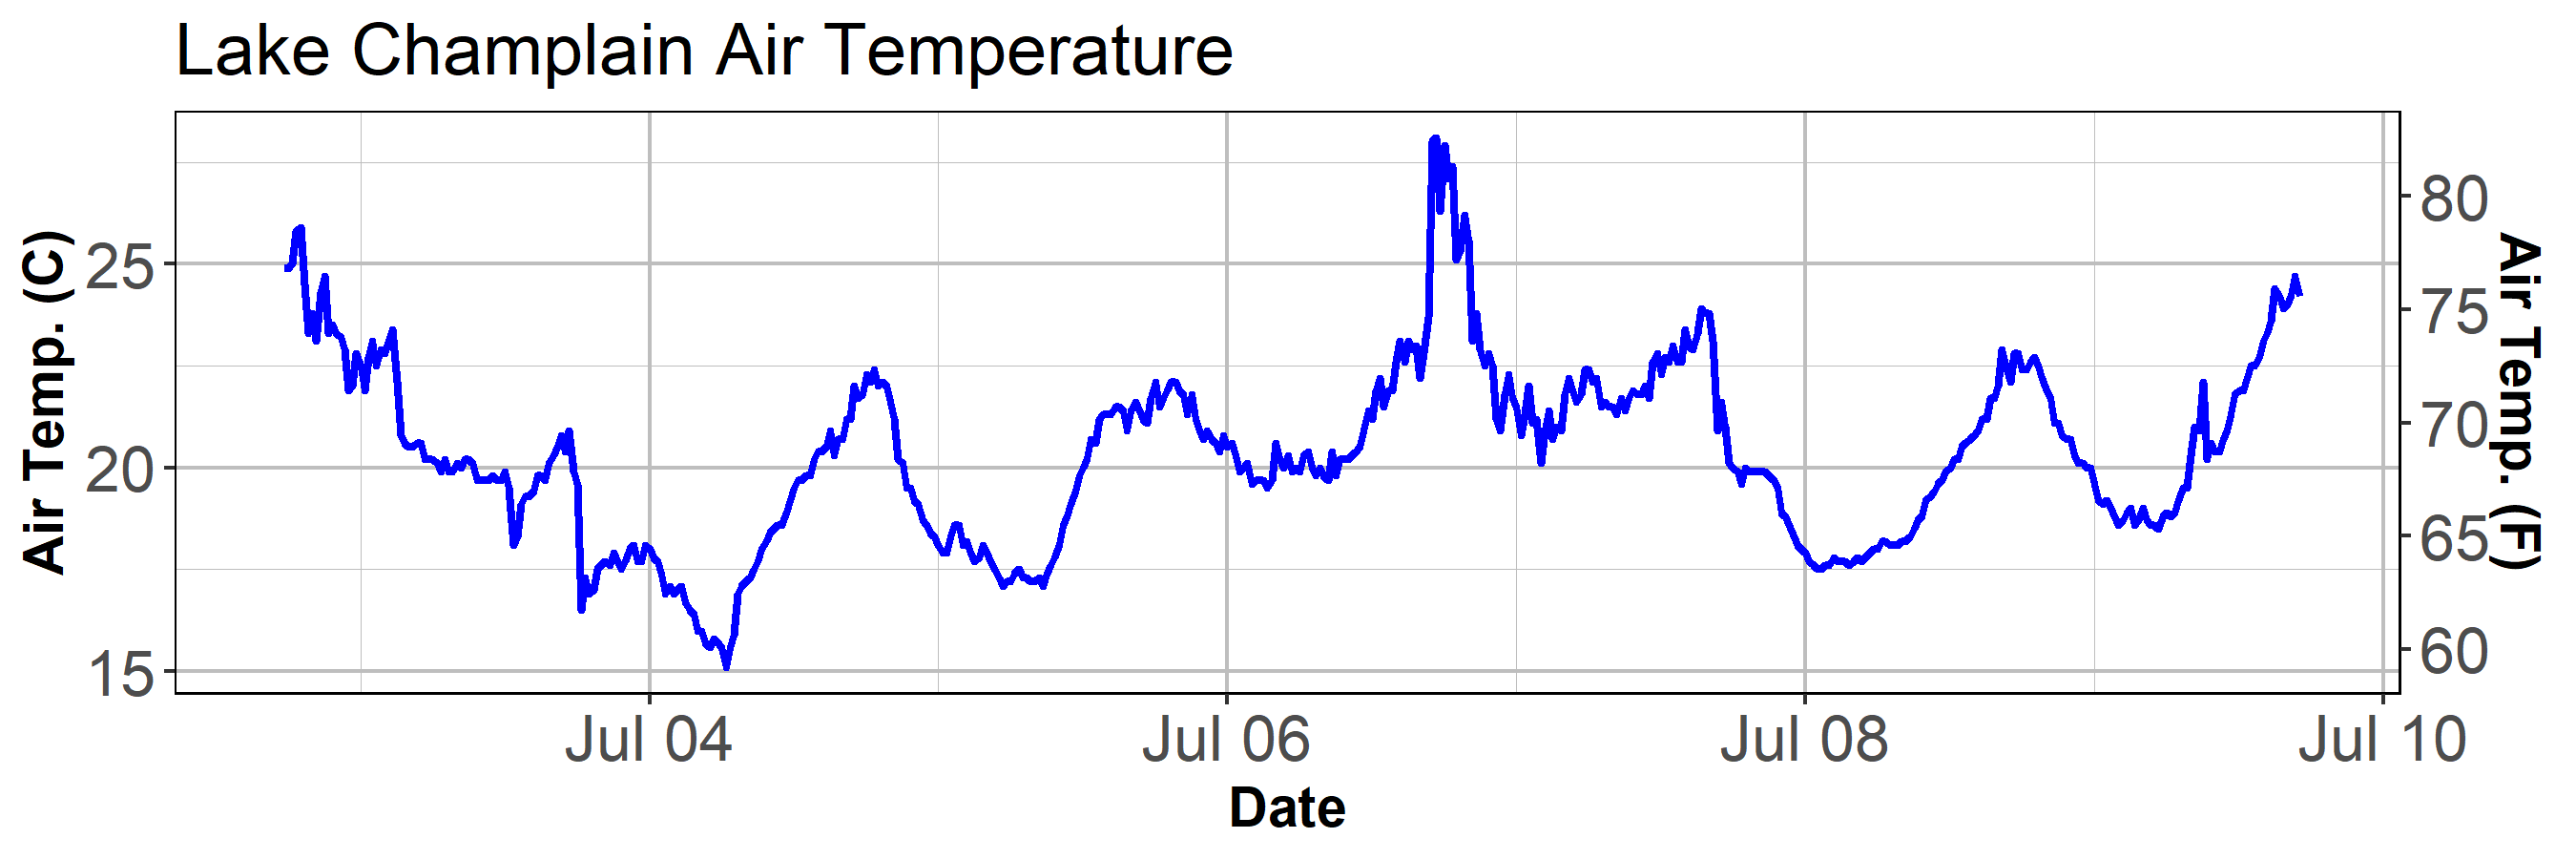 Lake Champlain Air Temperature
Air Temp. (C)
25
20
15
80
75
70
65
60
Air Temp. (F)
Jul 04
Jul 06
Jul 08
Jul 10
Date